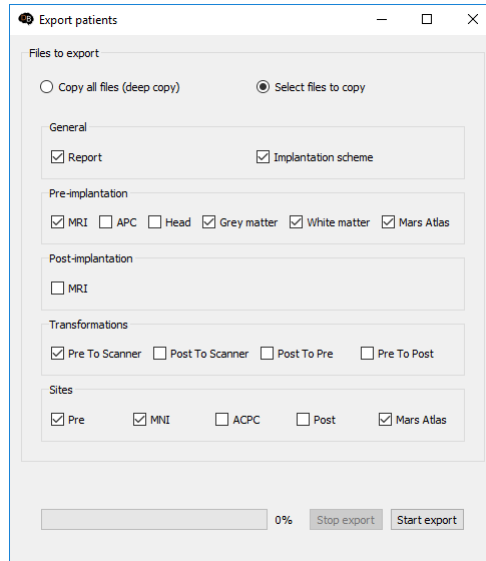 Export patients
Files to export
Copy all files (deep copy) Select files to copy
General
Report Implantation scheme
Pre-implantation
MRI APC Head Grey matter White matter Mars Atlas
Post-implantation
MRI
Transformations
Pre To Scanner Post To Scanner Post To Pre Pre To Post
Sites
Pre MNI ACPC Post Mars Atlas
0% Stop export Start export